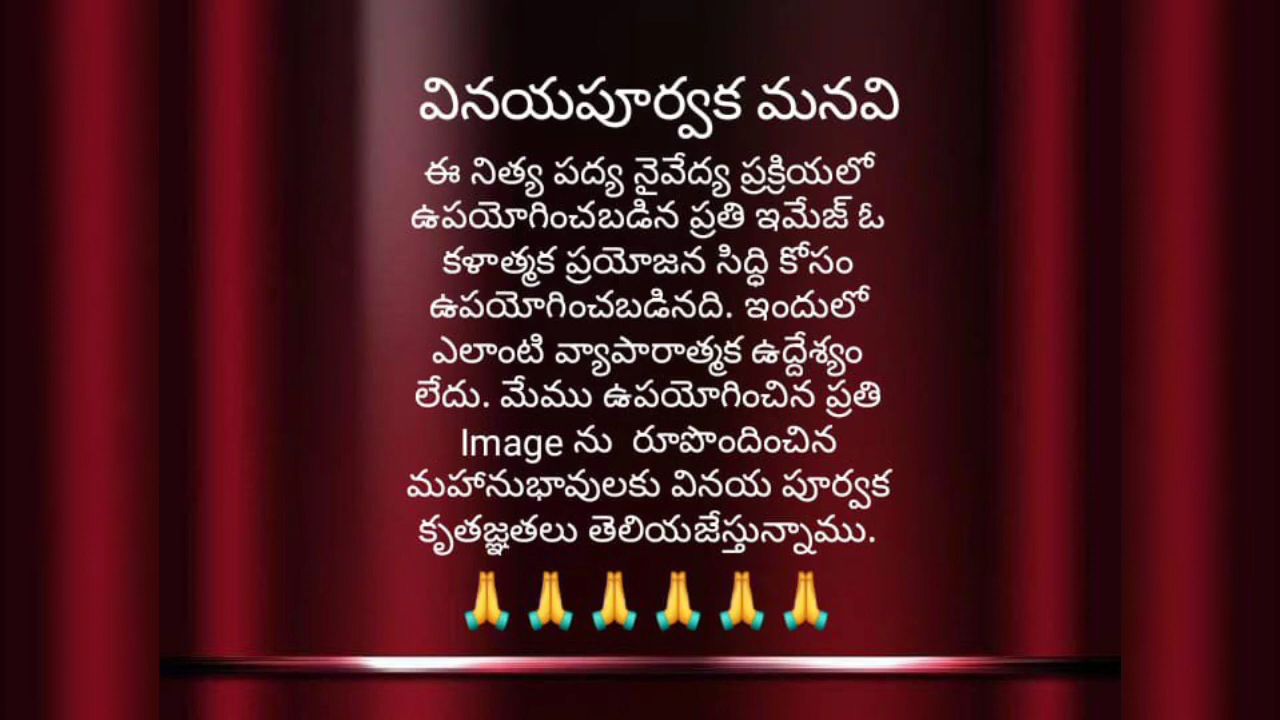 వినయపూర్వక మనవి
ఈ నిత్య పద్య నైవేద్య ప్రక్రియలో
ఉపయోగించబడిన ప్రతి ఇమేజ్ ఓ
కళాత్మక ప్రయోజన సిద్ధి కోసం
ఉపయోగించబడినది. ఇందులో
ఎలాంటి వ్యాపారాత్మక ఉద్దేశ్యం
లేదు. మేము ఉపయోగించిన ప్రతి
Image ను రూపొందించిన
మహానుభావులకు వినయ పూర్వక
కృతజ్ఞతలు తెలియజేస్తున్నాము.
🙏 🙏 🙏 🙏 🙏 🙏